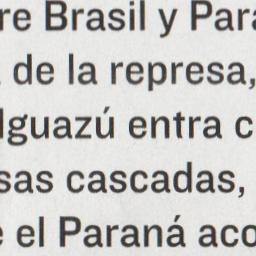 re Brasil y Para
de la represa,
Iguazú entra c
sas cascadas,
e el Paraná aco